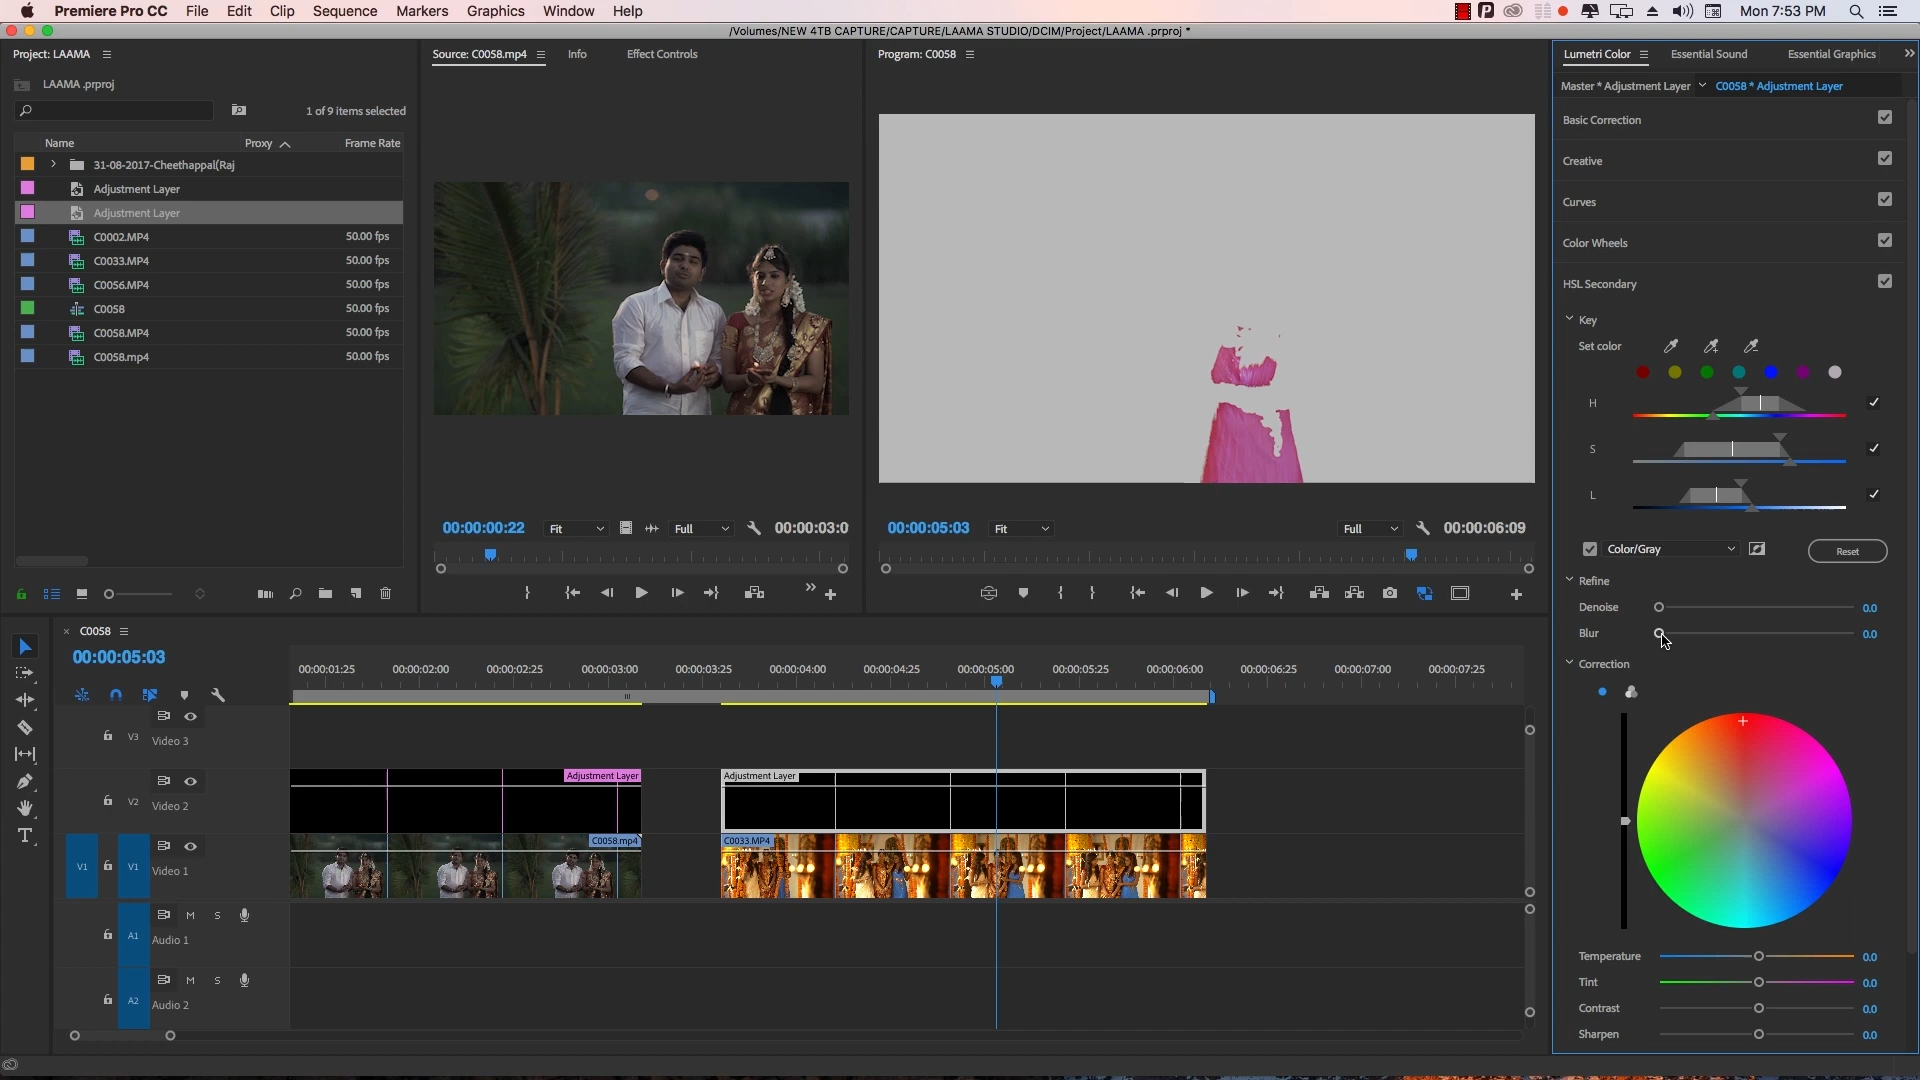 Premiere Pro CC File Edit Clip Sequence Markers Graphics Window Help
Mon 7:53 PM
/Volumes/NEW 4TB CAPTURE/CAPTURE/LAAMA STUDIO/DCIM/Project/LAAMA .prproj *
Project: LAAMA
LAAMA .prproj
1 of 9 items selected
Name Proxy Frame Rate
31-08-2017-Cheethappal(Raj
Adjustment Layer
Adjustment Layer
C0002.MP4 50.00 fps
C0033.MP4 50.00 fps
C0056.MP4 50.00 fps
C0058 50.00 fps
C0058.MP4 50.00 fps
C0058.mp4 50.00 fps
Source: C0058.mp4 Info Effect Controls
00:00:00:22 Fit Full 00:00:03:0
Program: C0058
00:00:05:03 Fit Full 00:00:06:09
Lumetri Color Essential Sound Essential Graphics
Master * Adjustment Layer C0058 * Adjustment Layer
Basic Correction
Creative
Curves
Color Wheels
HSL Secondary
Key
Set color
H
S
L
Color/Gray Reset
Refine
Denoise 0.0
Blur 0.0
Correction
Temperature 0.0
Tint 0.0
Contrast 0.0
Sharpen 0.0
C0058
00:00:05:03
00:00:01:25 00:00:02:00 00:00:02:25 00:00:03:00 00:00:03:25 00:00:04:00 00:00:04:25 00:00:05:00 00:00:05:25 00:00:06:00 00:00:06:25 00:00:07:00 00:00:07:25
V3 Video 3
V2 Video 2
Adjustment Layer Adjustment Layer
V1 V1 Video 1
C0058.mp4 C0033.MP4
M S
A1 Audio 1
M S
A2 Audio 2